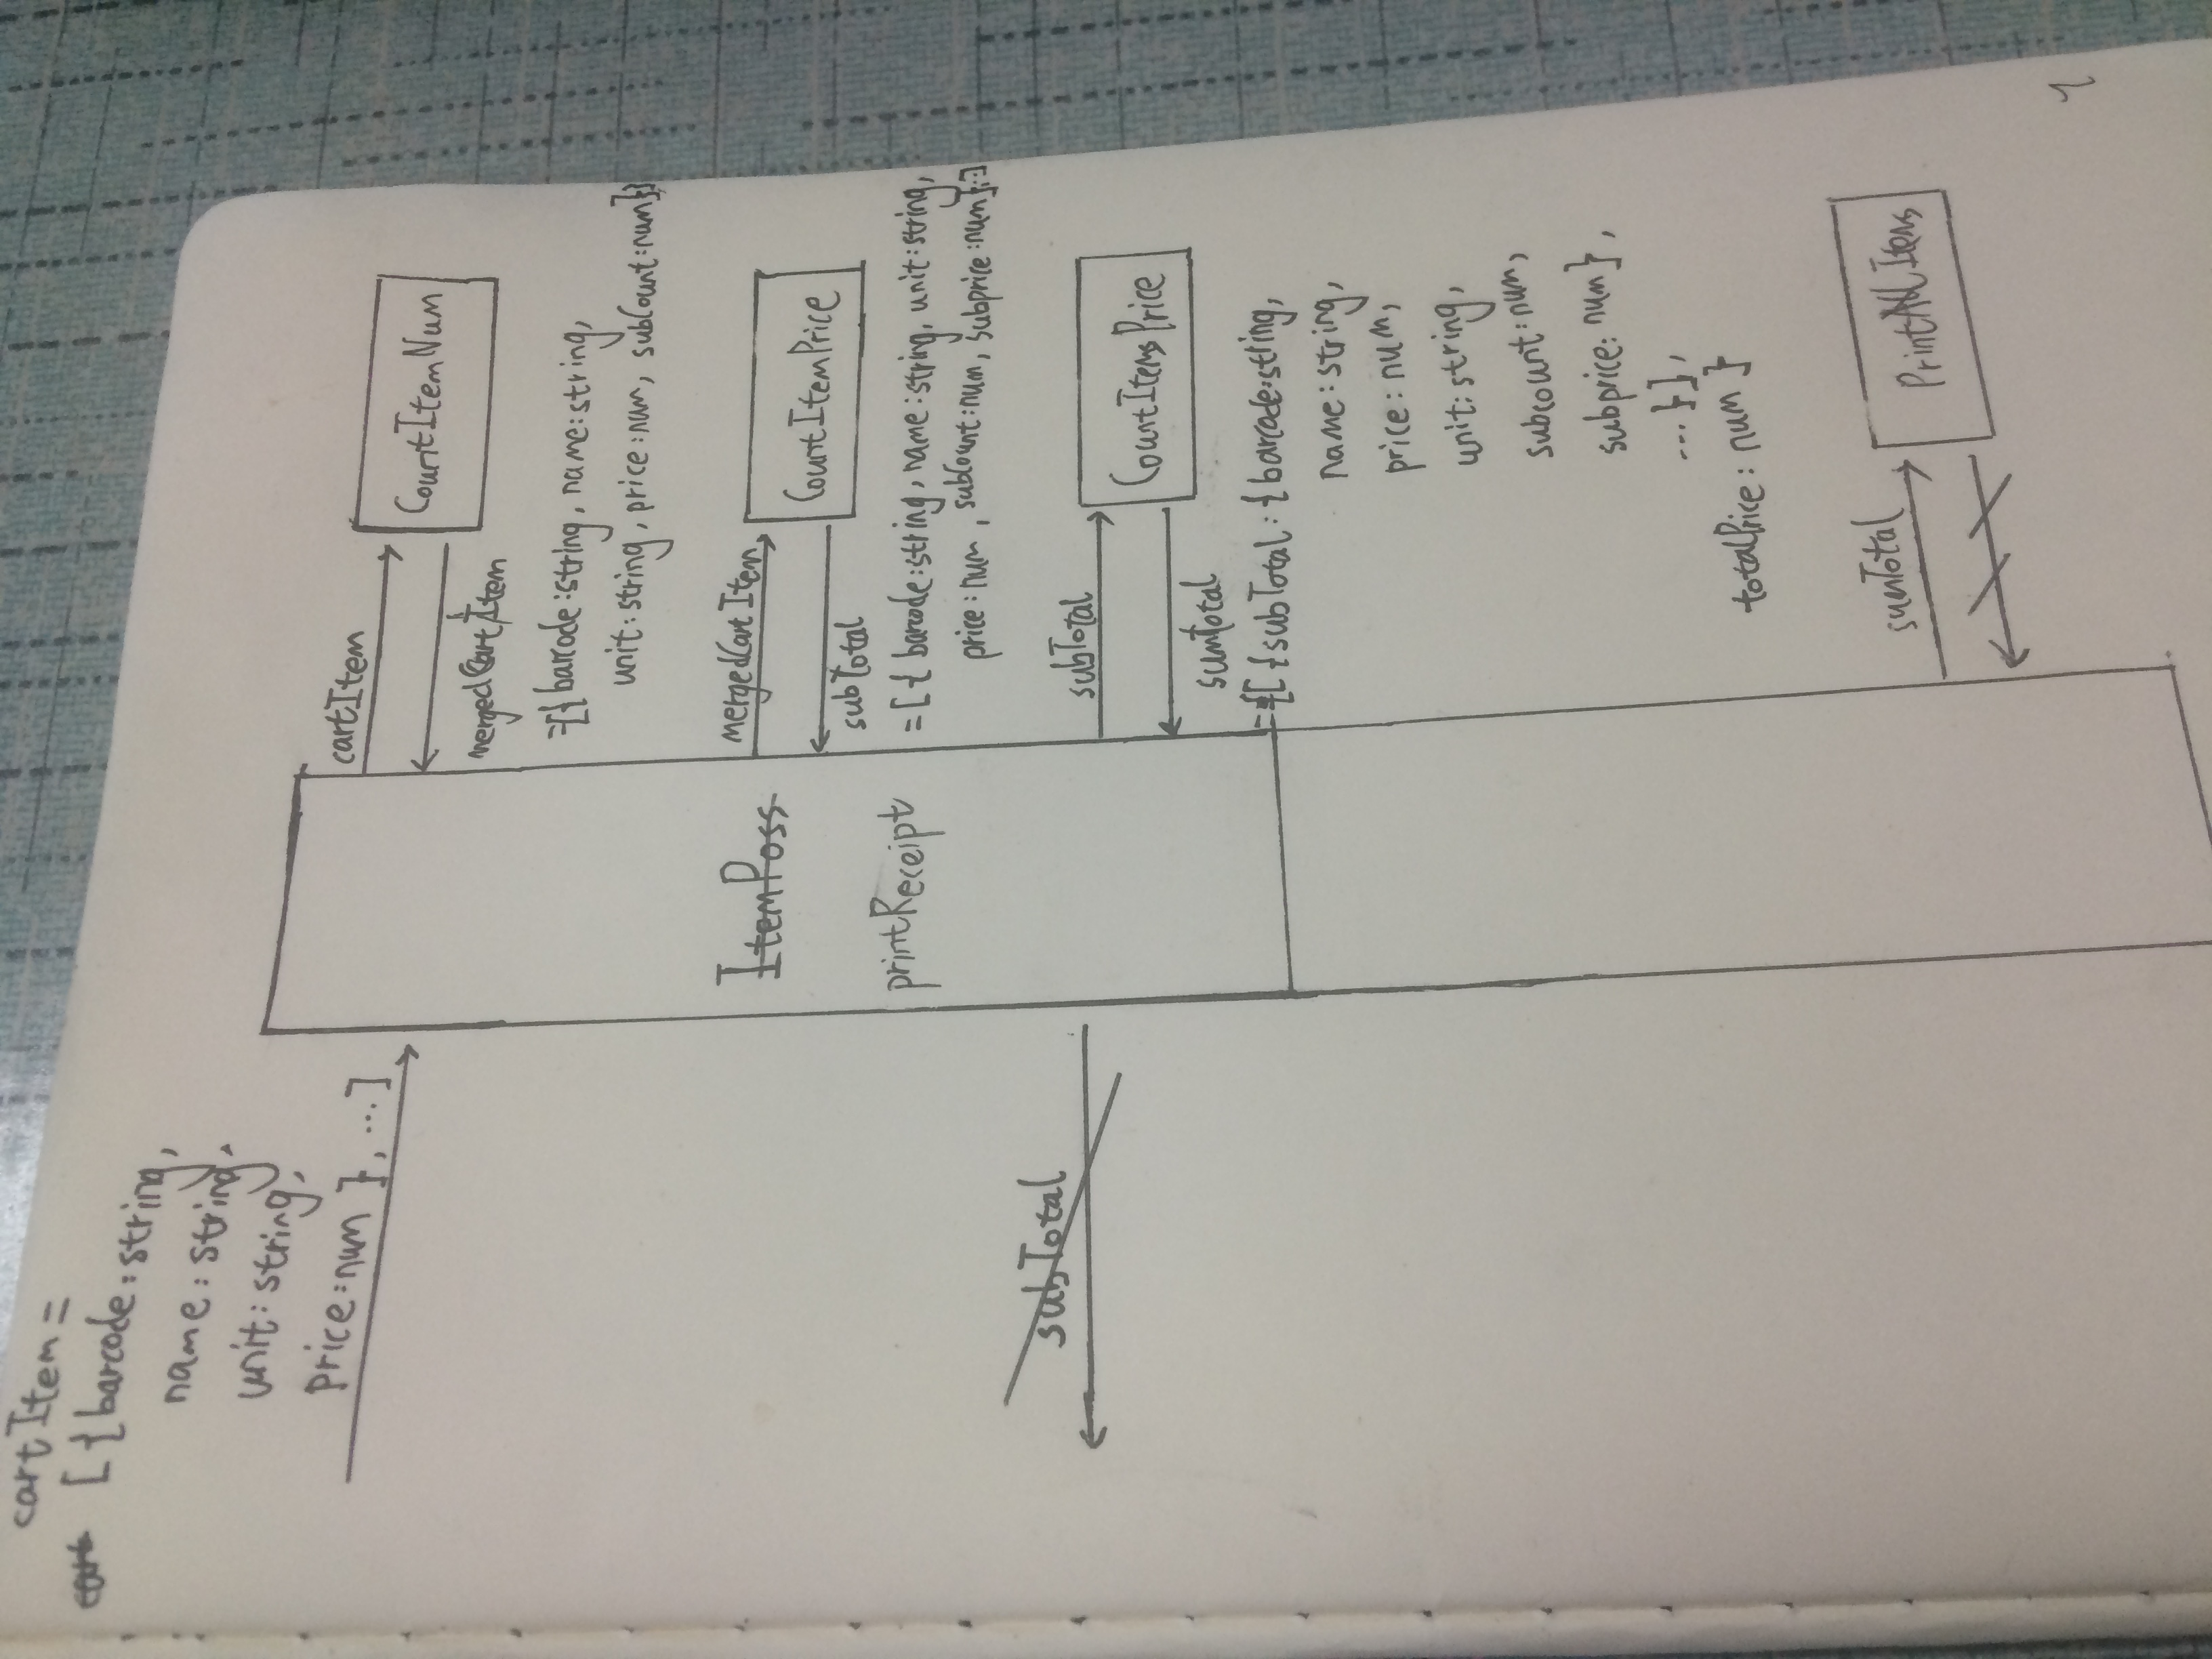 cartItem =
cart [ { barcode : string,
name : string,
unit : string,
price : num } , ... ]
cartItem
CountItemNum
mergedCartItem
= [ { barcode : string, name : string,
unit : string, price : num, subCount : num } ]
ItemPoss
printReceipt
mergedCartItem
CountItemPrice
subTotal
= [ { barcode : string, name : string, unit : string,
price : num, subCount : num, subprice : num } ... ]
subTotal
subTotal
CountItemsPrice
sumTotal
= { [ { subTotal : { barcode : string,
name : string,
price : num,
unit : string,
subcount : num,
subprice : num } ,
... } ] ,
totalPrice : num }
sumTotal
PrintAllItems
1